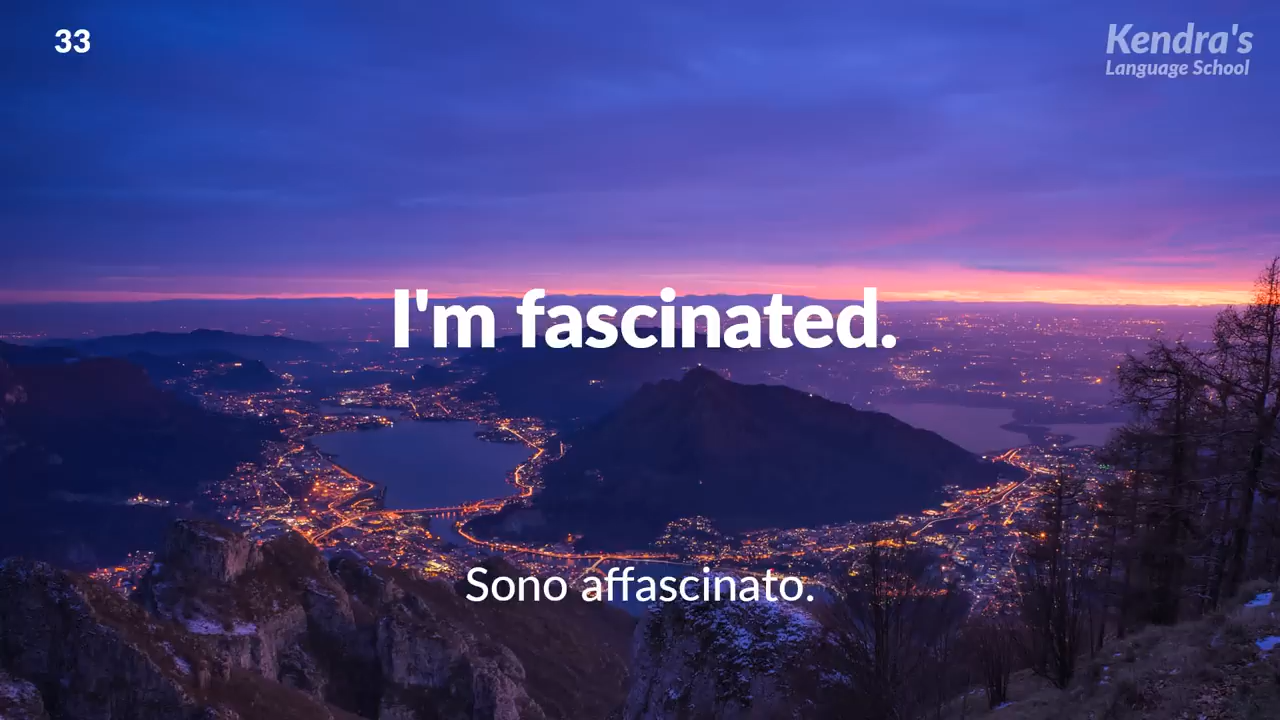 33
Kendra's
Language School
I'm fascinated.
Sono affascinato.